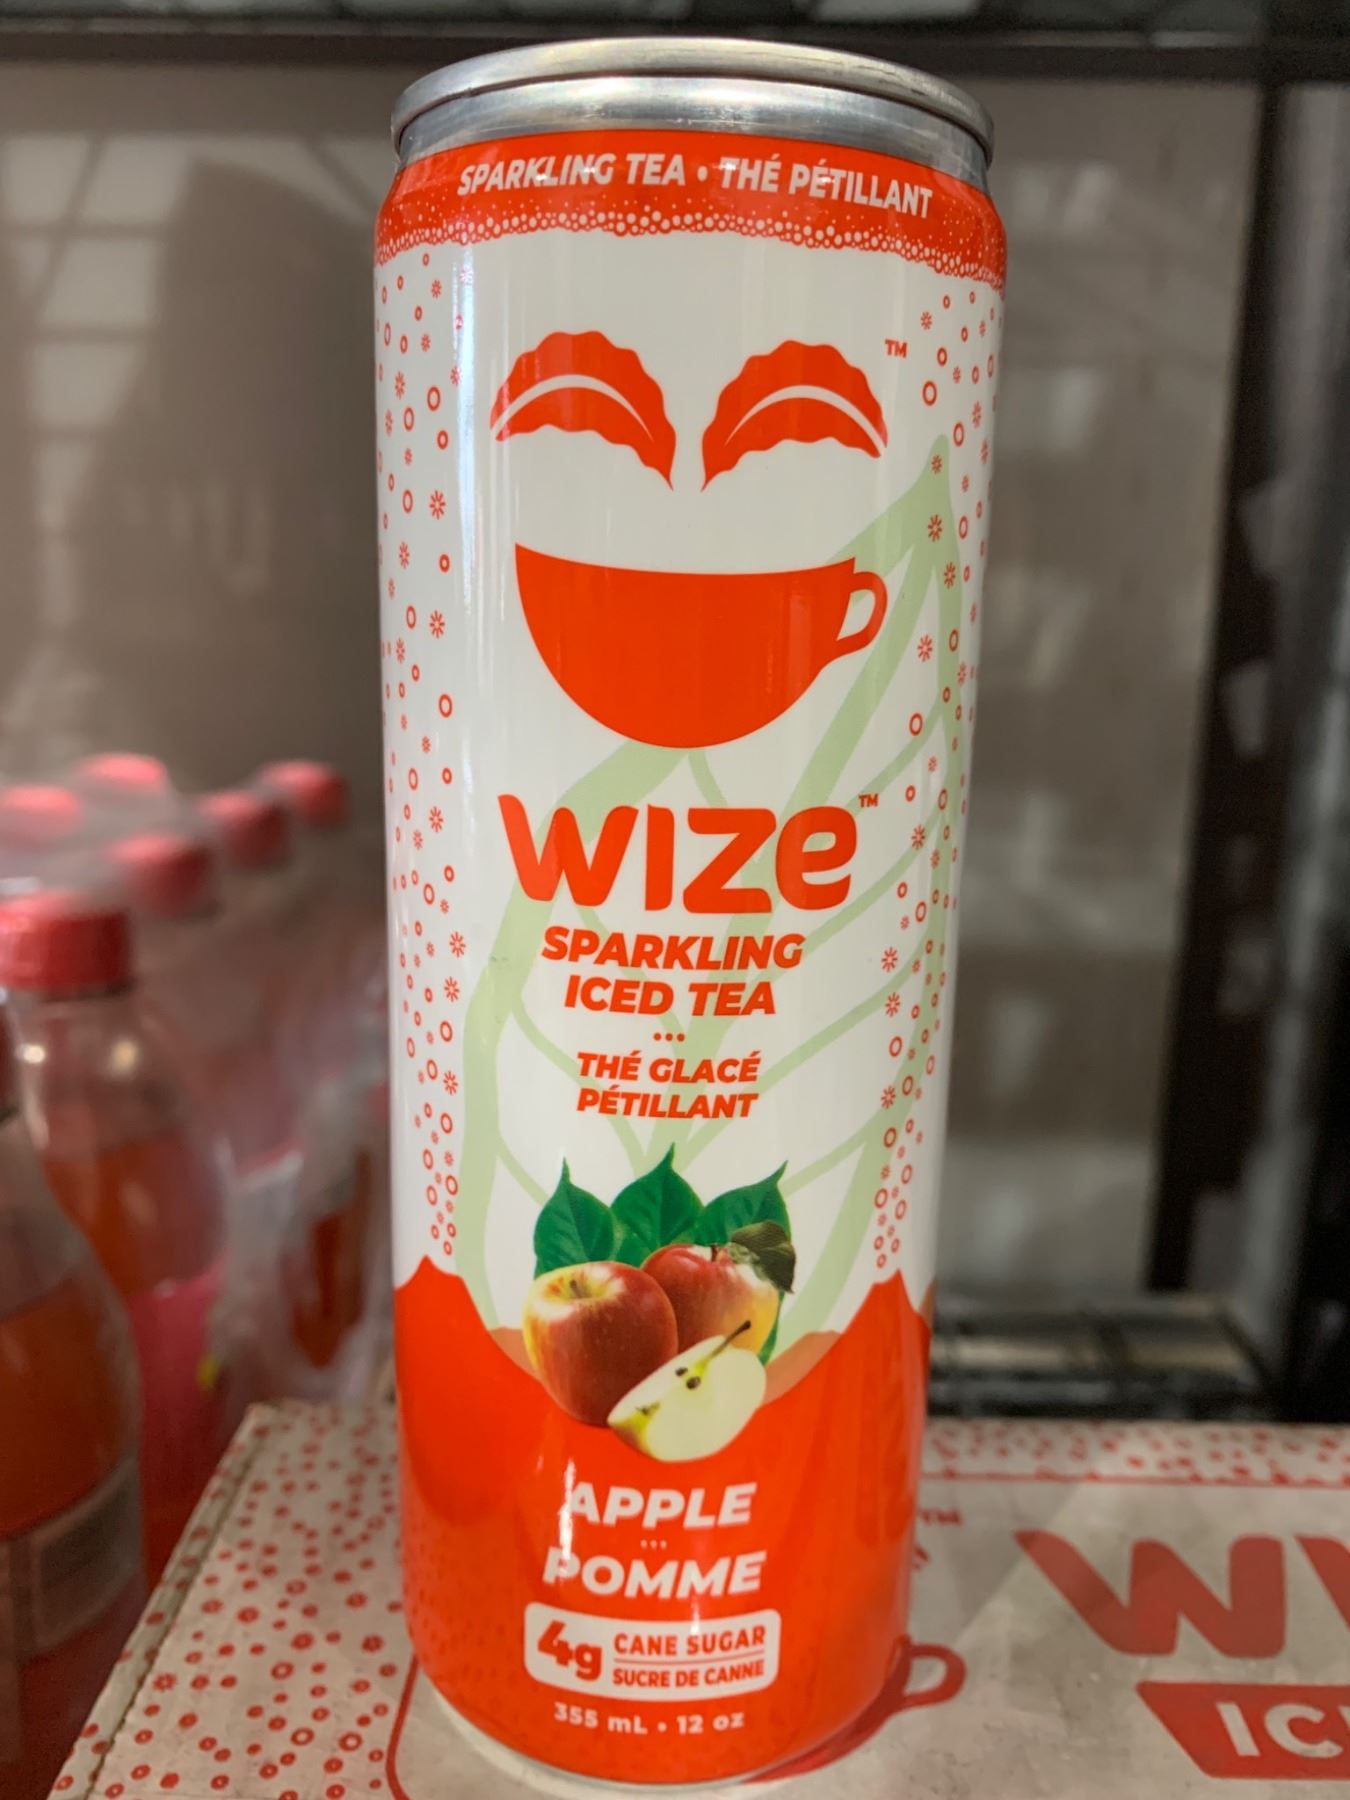 SPARKLING TEA • THÉ PÉTILLANT
TM
wize TM
SPARKLING
ICED TEA
...
THÉ GLACÉ
PÉTILLANT
APPLE
...
POMME
4g CANE SUGAR
SUCRE DE CANNE
355 mL • 12 oz
TM